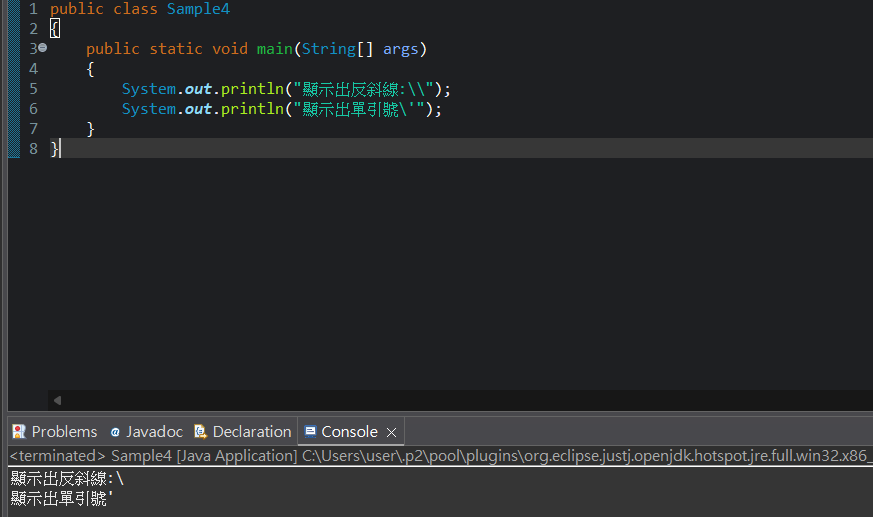 1 public class Sample4
2 {
3 public static void main(String[] args)
4 {
5 System.out.println("顯示出反斜線:\\");
6 System.out.println("顯示出單引號\'");
7 }
8 }
Problems Javadoc Declaration Console
<terminated> Sample4 [Java Application] C:\Users\user\.p2\pool\plugins\org.eclipse.justj.openjdk.hotspot.jre.full.win32.x86_
顯示出反斜線:\
顯示出單引號'